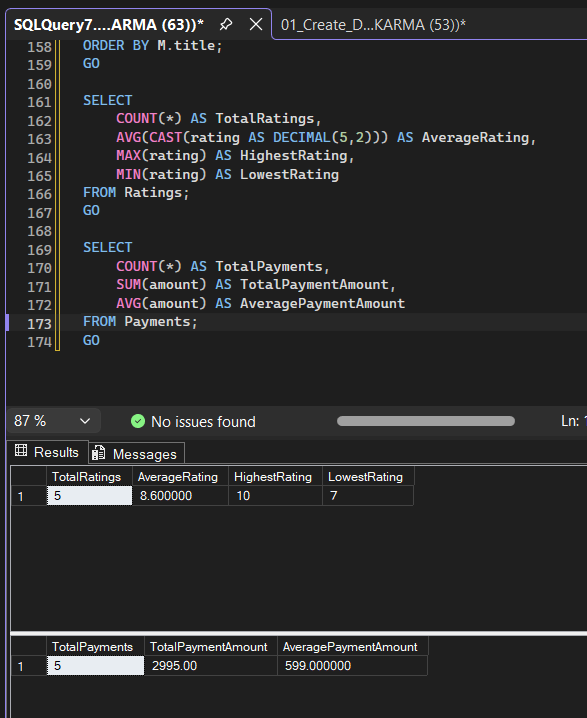 SQLQuery7....ARMA (63))* 01_Create_D...KARMA (53))*
158 ORDER BY M.title;
159 GO
160
161 SELECT
162 COUNT(*) AS TotalRatings,
163 AVG(CAST(rating AS DECIMAL(5,2))) AS AverageRating,
164 MAX(rating) AS HighestRating,
165 MIN(rating) AS LowestRating
166 FROM Ratings;
167 GO
168
169 SELECT
170 COUNT(*) AS TotalPayments,
171 SUM(amount) AS TotalPaymentAmount,
172 AVG(amount) AS AveragePaymentAmount
173 FROM Payments;
174 GO
87 % No issues found Ln:
Results Messages
TotalRatings AverageRating HighestRating LowestRating
1 5 8.600000 10 7
TotalPayments TotalPaymentAmount AveragePaymentAmount
1 5 2995.00 599.000000